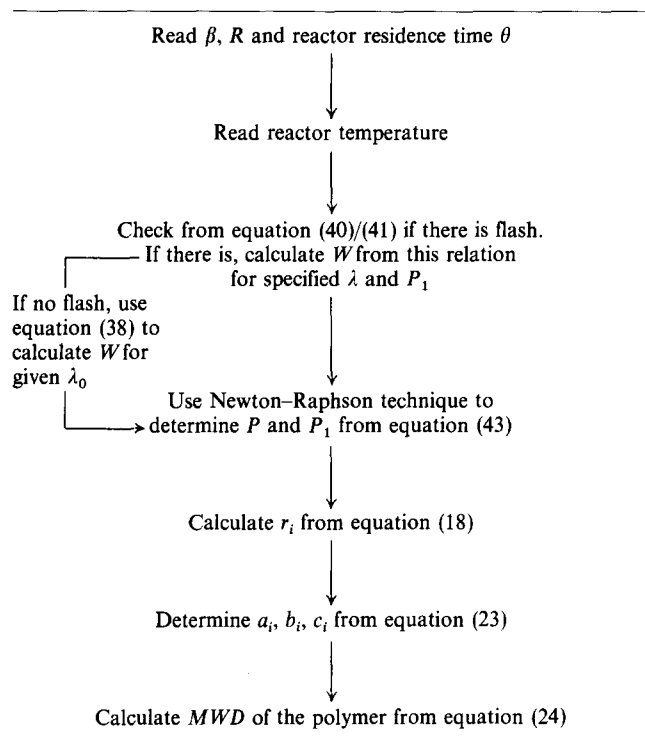 Read β, R and reactor residence time θ
Read reactor temperature
Check from equation (40)/(41) if there is flash.
If there is, calculate W from this relation
for specified λ and P₁
If no flash, use
equation (38) to
calculate W for
given λ₀
Use Newton–Raphson technique to
determine P and P₁ from equation (43)
Calculate rᵢ from equation (18)
Determine aᵢ, bᵢ, cᵢ from equation (23)
Calculate MWD of the polymer from equation (24)